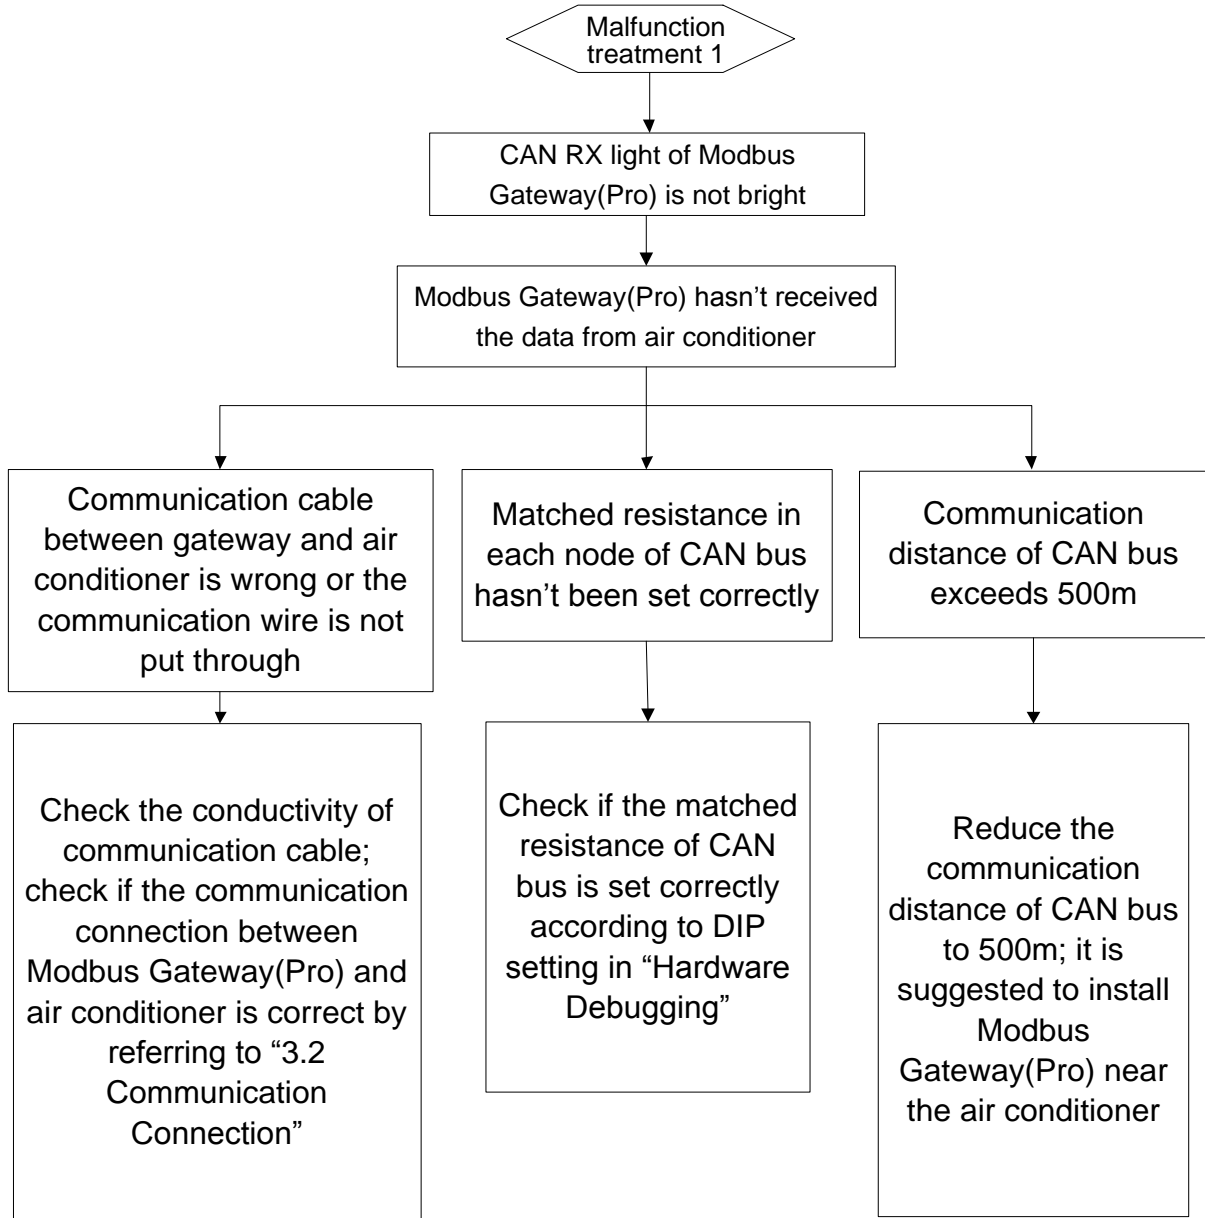 Malfunction
treatment 1
CAN RX light of Modbus
Gateway(Pro) is not bright
Modbus Gateway(Pro) hasn’t received
the data from air conditioner
Communication cable
between gateway and air
conditioner is wrong or the
communication wire is not
put through
Matched resistance in
each node of CAN bus
hasn’t been set correctly
Communication
distance of CAN bus
exceeds 500m
Check the conductivity of
communication cable;
check if the communication
connection between
Modbus Gateway(Pro) and
air conditioner is correct by
referring to “3.2
Communication
Connection”
Check if the matched
resistance of CAN
bus is set correctly
according to DIP
setting in “Hardware
Debugging”
Reduce the
communication
distance of CAN bus
to 500m; it is
suggested to install
Modbus
Gateway(Pro) near
the air conditioner